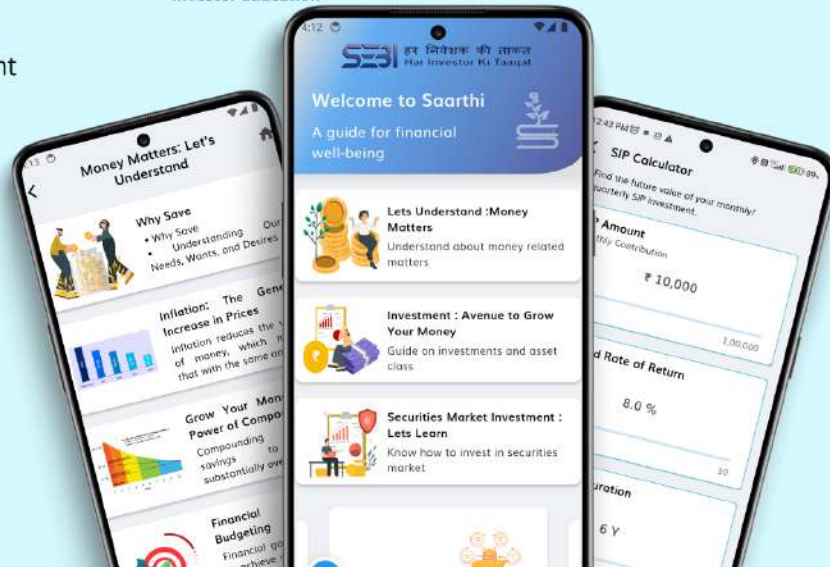 13
Money Matters: Let's
Understand
Why Save
• Why Save
• Understanding Our
Needs, Wants, and Desires
Inflation: The
Increase in Prices
Inflation reduces the
of money, which
that with the same
Grow Your
Power of
Compounding
savings to
substantially
Financial
Budgeting
Financial
achieve
4:12
SEBI हर निवेशक की ताकत
Har Investor Ki Taaqat
Welcome to Saarthi
A guide for financial
well-being
Lets Understand :Money
Matters
Understand about money related
matters
Investment : Avenue to Grow
Your Money
Guide on investments and asset
class
Securities Market Investment :
Lets Learn
Know how to invest in securities
market
12:43 PM
SIP Calculator
Find the future value of your monthly/
quarterly SIP investment.
Amount
Contribution
₹ 10,000
1,00,000
Rate of Return
8.0 %
30
6 Y